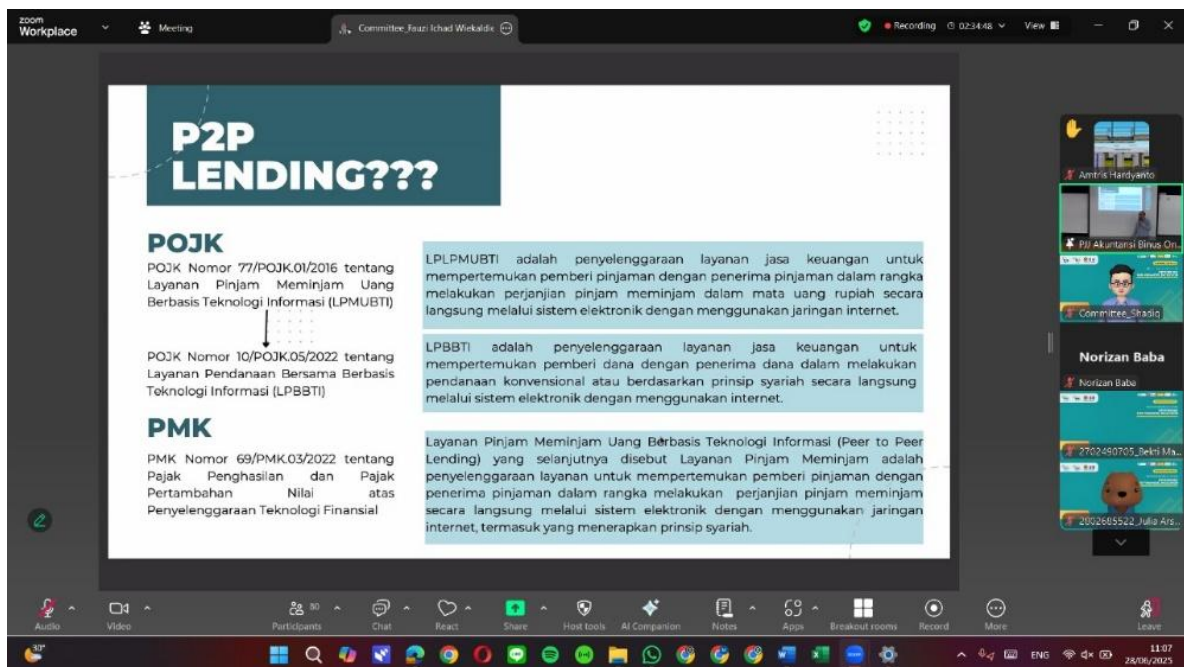 zoom
Workplace
Meeting
Committee_Fauzi Ichad Wiekaldi
Recording
02:34:48
View
P2P
LENDING???
POJK
POJK Nomor 77/POJK.01/2016 tentang
Layanan Pinjam Meminjam Uang
Berbasis Teknologi Informasi (LPMUBTI)
POJK Nomor 10/POJK.05/2022 tentang
Layanan Pendanaan Bersama Berbasis
Teknologi Informasi (LPBBTI)
PMK
PMK Nomor 69/PMK.03/2022 tentang
Pajak Penghasilan dan Pajak
Pertambahan Nilai atas
Penyelenggaraan Teknologi Finansial
LPLPMUBTI adalah penyelenggaraan layanan jasa keuangan untuk
mempertemukan pemberi pinjaman dengan penerima pinjaman dalam rangka
melakukan perjanjian pinjam meminjam dalam mata uang rupiah secara
langsung melalui sistem elektronik dengan menggunakan jaringan internet.
LPBBTI adalah penyelenggaraan layanan jasa keuangan untuk
mempertemukan pemberi dana dengan penerima dana dalam melakukan
pendanaan konvensional atau berdasarkan prinsip syariah secara langsung
melalui sistem elektronik dengan menggunakan internet.
Layanan Pinjam Meminjam Uang Berbasis Teknologi Informasi (Peer to Peer
Lending) yang selanjutnya disebut Layanan Pinjam Meminjam adalah
penyelenggaraan layanan untuk mempertemukan pemberi pinjaman dengan
penerima pinjaman dalam rangka melakukan perjanjian pinjam meminjam
secara langsung melalui sistem elektronik dengan menggunakan jaringan
internet, termasuk yang menerapkan prinsip syariah.
Amtris Hardyanto
PJJ Akuntansi Binus On...
Committee_Shadiq
Norizan Baba
Norizan Baba
2702490705_Bekti Ma...
2802685522_Julia Ars...
Audio
Video
Participants
Chat
React
Share
Host tools
AI Companion
Notes
Apps
Breakout rooms
Record
More
Leave
30°
ENG
11:07
28/06/2025